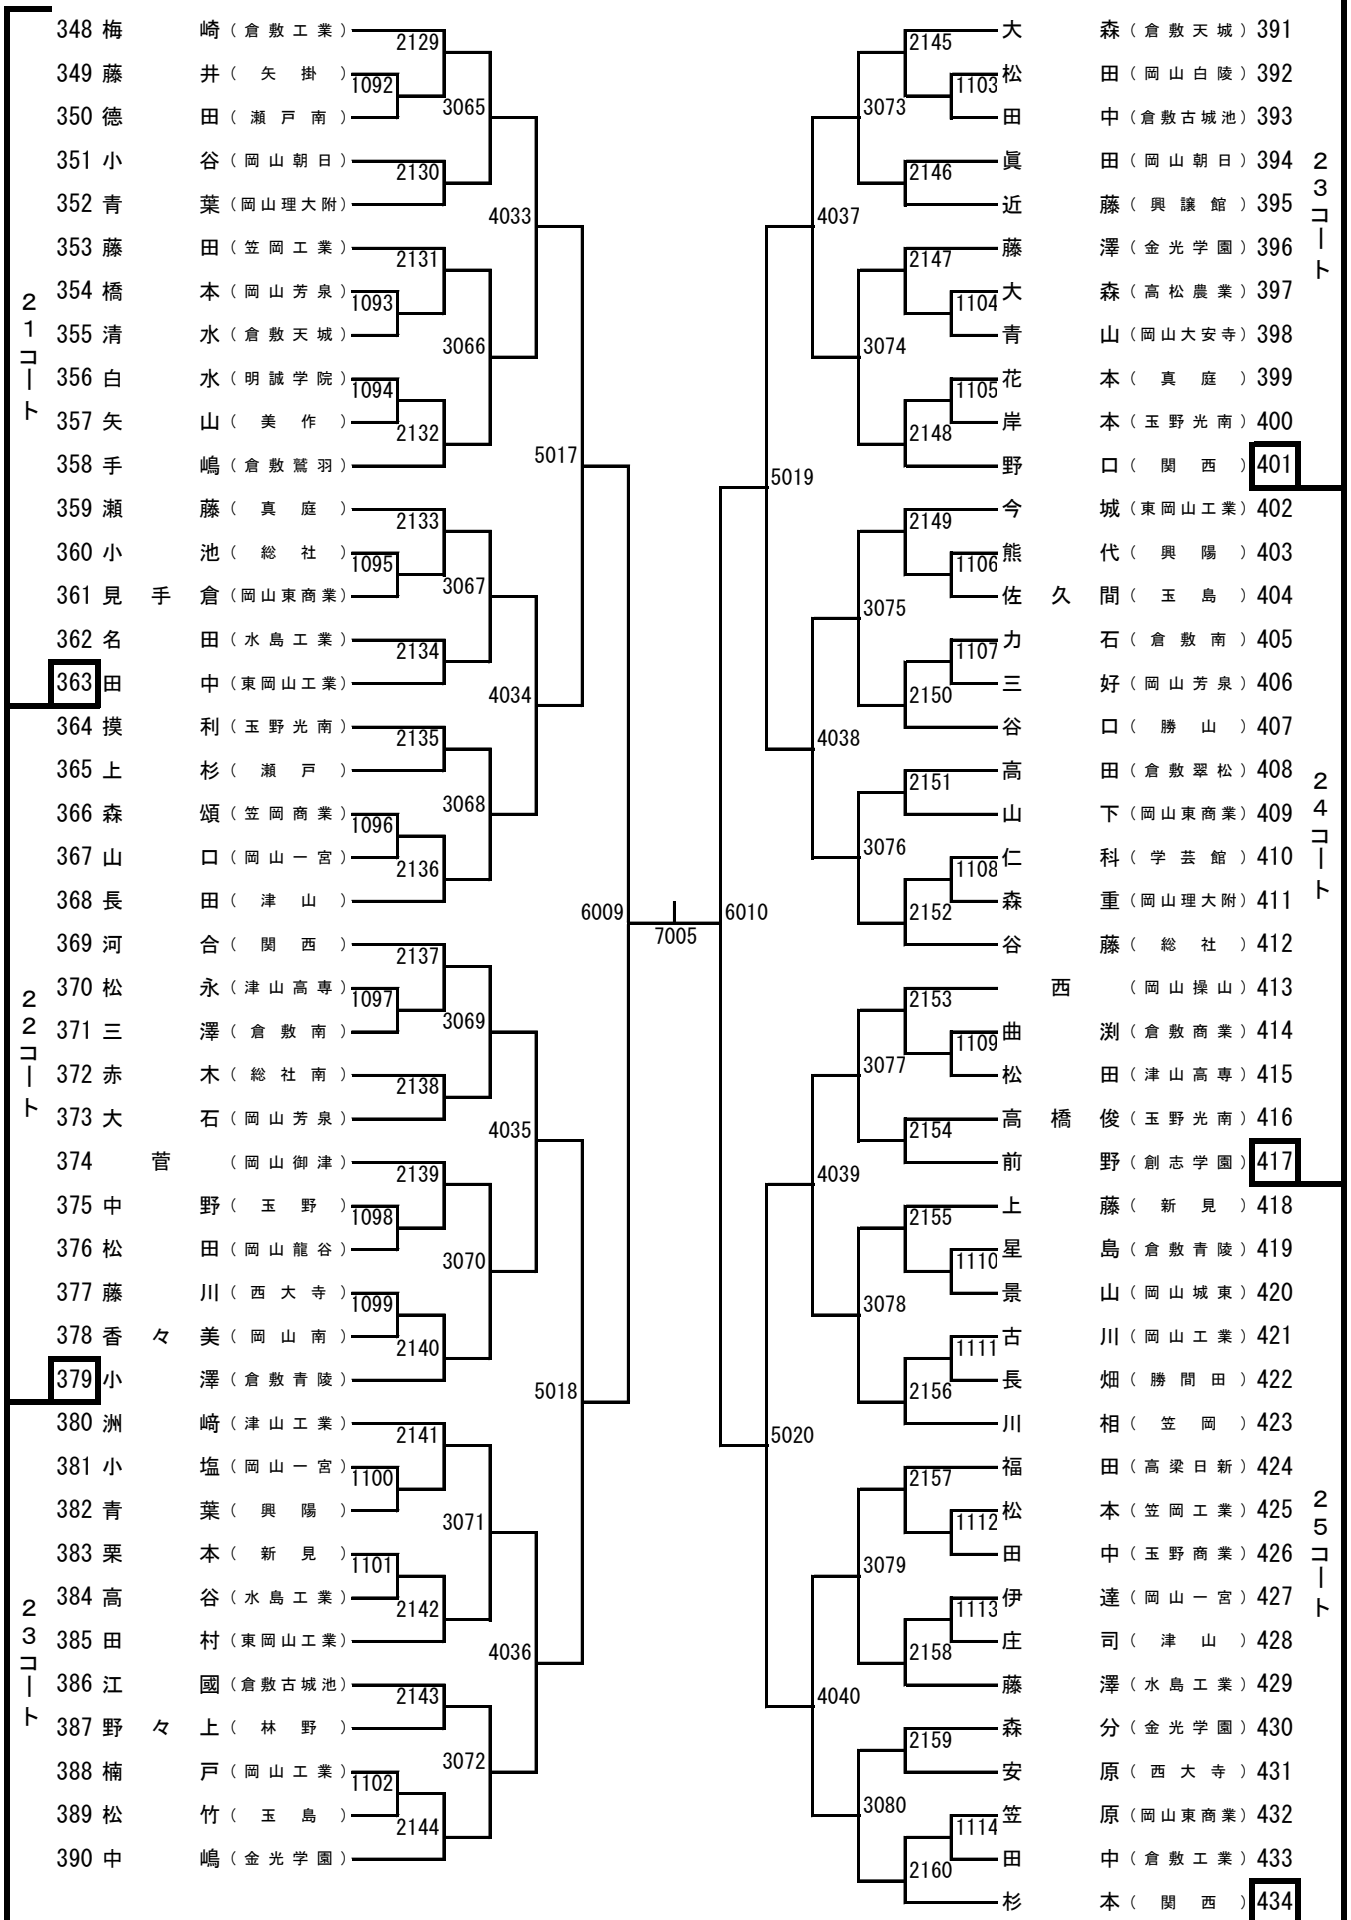 21コート
348 梅崎（倉敷工業）
349 藤井（矢掛）
350 德田（瀬戸南）
351 小谷（岡山朝日）
352 青葉（岡山理大附）
353 藤田（笠岡工業）
354 橋本（岡山芳泉）
355 清水（倉敷天城）
356 白水（明誠学院）
357 矢山（美作）
358 手嶋（倉敷鷲羽）
359 瀬藤（真庭）
360 小池（総社）
361 見手倉（岡山東商業）
362 名田（水島工業）
363 田中（東岡山工業）
22コート
364 摸利（玉野光南）
365 上杉（瀬戸）
366 森頌（笠岡商業）
367 山口（岡山一宮）
368 長田（津山）
369 河合（関西）
370 松永（津山高専）
371 三澤（倉敷南）
372 赤木（総社南）
373 大石（岡山芳泉）
374 菅（岡山御津）
375 中野（玉野）
376 松田（岡山龍谷）
377 藤川（西大寺）
378 香々美（岡山南）
379 小澤（倉敷青陵）
23コート
380 洲﨑（津山工業）
381 小塩（岡山一宮）
382 青葉（興陽）
383 栗本（新見）
384 高谷（水島工業）
385 田村（東岡山工業）
386 江國（倉敷古城池）
387 野々上（林野）
388 楠戸（岡山工業）
389 松竹（玉島）
390 中嶋（金光学園）
1092
1093
1094
1095
1096
1097
1098
1099
1100
1101
1102
2129
2130
2131
2132
2133
2134
2135
2136
2137
2138
2139
2140
2141
2142
2143
2144
3065
3066
3067
3068
3069
3070
3071
3072
4033
4034
4035
4036
5017
5018
6009
7005
6010
5019
5020
4037
4038
4039
4040
3073
3074
3075
3076
3077
3078
3079
3080
2145
2146
2147
2148
2149
2150
2151
2152
2153
2154
2155
2156
2157
2158
2159
2160
1103
1104
1105
1106
1107
1108
1109
1110
1111
1112
1113
1114
23コート
大森（倉敷天城）391
松田（岡山白陵）392
田中（倉敷古城池）393
眞田（岡山朝日）394
近藤（興譲館）395
藤澤（金光学園）396
大森（高松農業）397
青山（岡山大安寺）398
花本（真庭）399
岸本（玉野光南）400
野口（関西）401
24コート
今城（東岡山工業）402
熊代（興陽）403
佐久間（玉島）404
力石（倉敷南）405
三好（岡山芳泉）406
谷口（勝山）407
高田（倉敷翠松）408
山下（岡山東商業）409
仁科（学芸館）410
森重（岡山理大附）411
谷藤（総社）412
西（岡山操山）413
曲渕（倉敷商業）414
松田（津山高専）415
高橋俊（玉野光南）416
前野（創志学園）417
25コート
上藤（新見）418
星島（倉敷青陵）419
景山（岡山城東）420
古川（岡山工業）421
長畑（勝間田）422
川相（笠岡）423
福田（高梁日新）424
松本（笠岡工業）425
田中（玉野商業）426
伊達（岡山一宮）427
庄司（津山）428
藤澤（水島工業）429
森分（金光学園）430
安原（西大寺）431
笠原（岡山東商業）432
田中（倉敷工業）433
杉本（関西）434